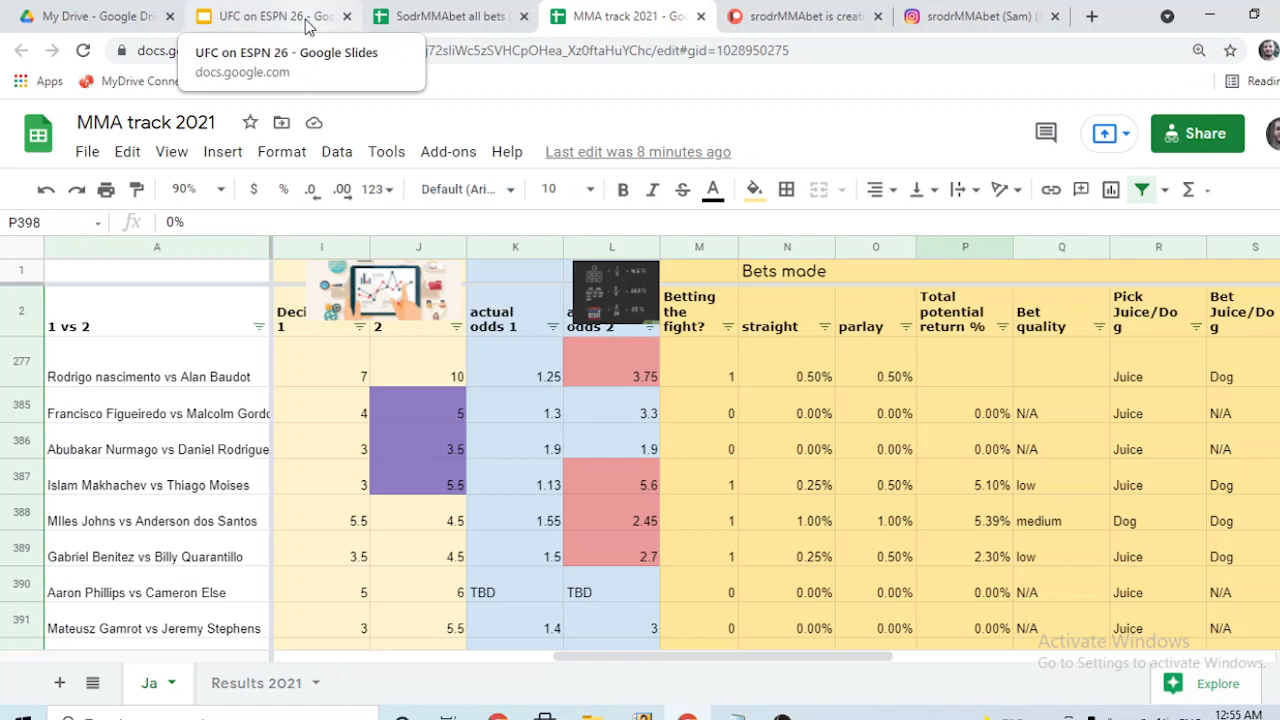 My Drive - Google Dri
UFC on ESPN 26 - Goo
SodrMMAbet all bets
MMA track 2021 - Goo
srodrMMAbet is creati
srodrMMAbet (Sam) (
docs.g
j72sliWc5zSVHCpOHea_Xz0ftaHuYChc/edit#gid=1028950275
UFC on ESPN 26 - Google Slides
docs.google.com
Apps
MyDrive Conne
Readin
MMA track 2021
Share
File Edit View Insert Format Data Tools Add-ons Help Last edit was 8 minutes ago
90% $ % .0 .00 123 Default (Ari... 10 B I S A Σ
P398 fx 0%
A I J K L M N O P Q R S
1 Bets made
2 1 vs 2 Deci 1 2 actual odds 1 odds 2 Betting the fight? straight parlay Total potential return % Bet quality Pick Juice/Do g Bet Juice/Do g
277 Rodrigo nascimento vs Alan Baudot 7 10 1.25 3.75 1 0.50% 0.50% Juice Dog
385 Francisco Figueiredo vs Malcolm Gordo 4 5 1.3 3.3 0 0.00% 0.00% 0.00% N/A Juice N/A
386 Abubakar Nurmago vs Daniel Rodrigue 3 3.5 1.9 1.9 0 0.00% 0.00% 0.00% N/A Juice N/A
387 Islam Makhachev vs Thiago Moises 3 5.5 1.13 5.6 1 0.25% 0.50% 5.10% low Juice Dog
388 MIles Johns vs Anderson dos Santos 5.5 4.5 1.55 2.45 1 1.00% 1.00% 5.39% medium Dog Dog
389 Gabriel Benitez vs Billy Quarantillo 3.5 4.5 1.5 2.7 1 0.25% 0.50% 2.30% low Juice Dog
390 Aaron Phillips vs Cameron Else 5 6 TBD TBD 0 0.00% 0.00% 0.00% N/A Juice N/A
391 Mateusz Gamrot vs Jeremy Stephens 3 5.5 1.4 3 0 0.00% 0.00% 0.00% N/A Juice N/A
Activate Windows
Go to Settings to activate Windows.
Ja Results 2021 Explore
12:55 AM